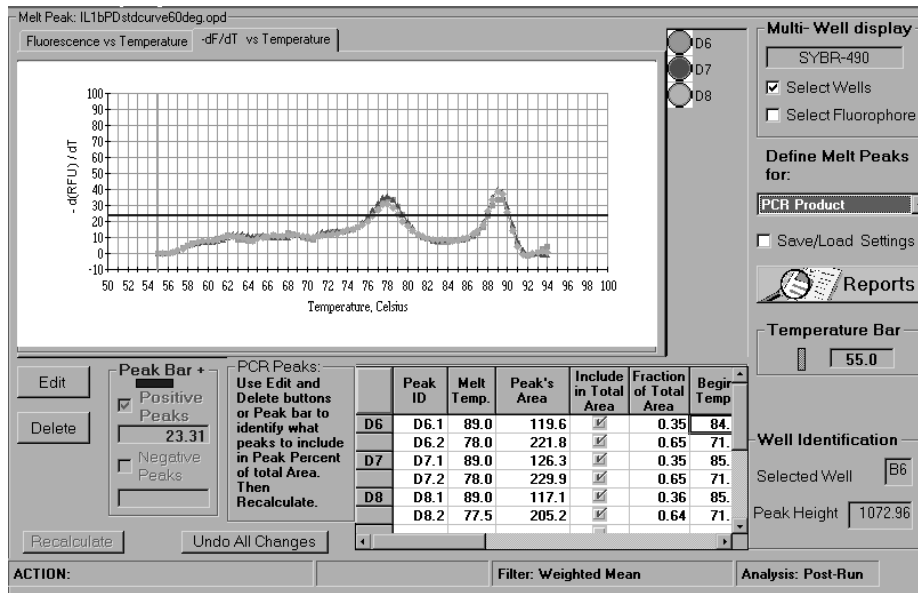 Melt Peak: IL1bPDstdcurve60deg.opd
Fluorescence vs Temperature
-dF/dT vs Temperature
D6
D7
D8
100
90
80
70
60
50
40
30
20
10
0
-10
- d(RFU) / dT
50 52 54 56 58 60 62 64 66 68 70 72 74 76 78 80 82 84 86 88 90 92 94 96 98 100
Temperature, Celsius
Multi- Well display
SYBR-490
Select Wells
Select Fluorophore
Define Melt Peaks
for:
PCR Product
Save/Load Settings
Reports
Temperature Bar
55.0
Edit
Delete
Peak Bar +
Positive
Peaks
23.31
Negative
Peaks
PCR Peaks:
Use Edit and
Delete buttons
or Peak bar to
identify what
peaks to include
in Peak Percent
of total Area.
Then
Recalculate.
Peak ID Melt Temp. Peak's Area Include in Total Area Fraction of Total Area Begin Temp
D6 D6.1 89.0 119.6 0.35 84.
D6.2 78.0 221.8 0.65 71.
D7 D7.1 89.0 126.3 0.35 85.
D7.2 78.0 229.9 0.65 71.
D8 D8.1 89.0 117.1 0.36 85.
D8.2 77.5 205.2 0.64 71.
Well Identification
Selected Well B6
Peak Height 1072.96
Recalculate
Undo All Changes
ACTION:
Filter: Weighted Mean
Analysis: Post-Run